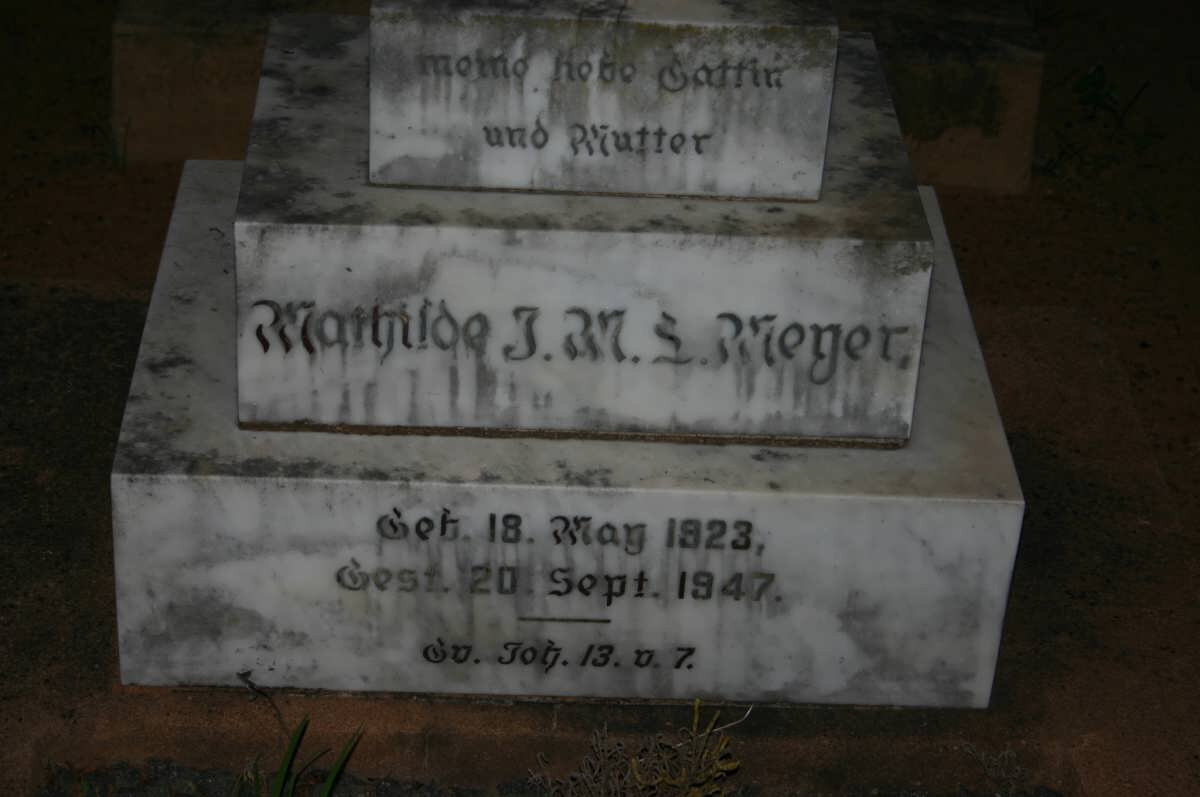 meine liebe Gattin
und Mutter
Mathilde J. M. L. Meyer.
Geb. 18. May 1923,
Gest. 20. Sept. 1947.
Ev. Joh. 13. v. 7.